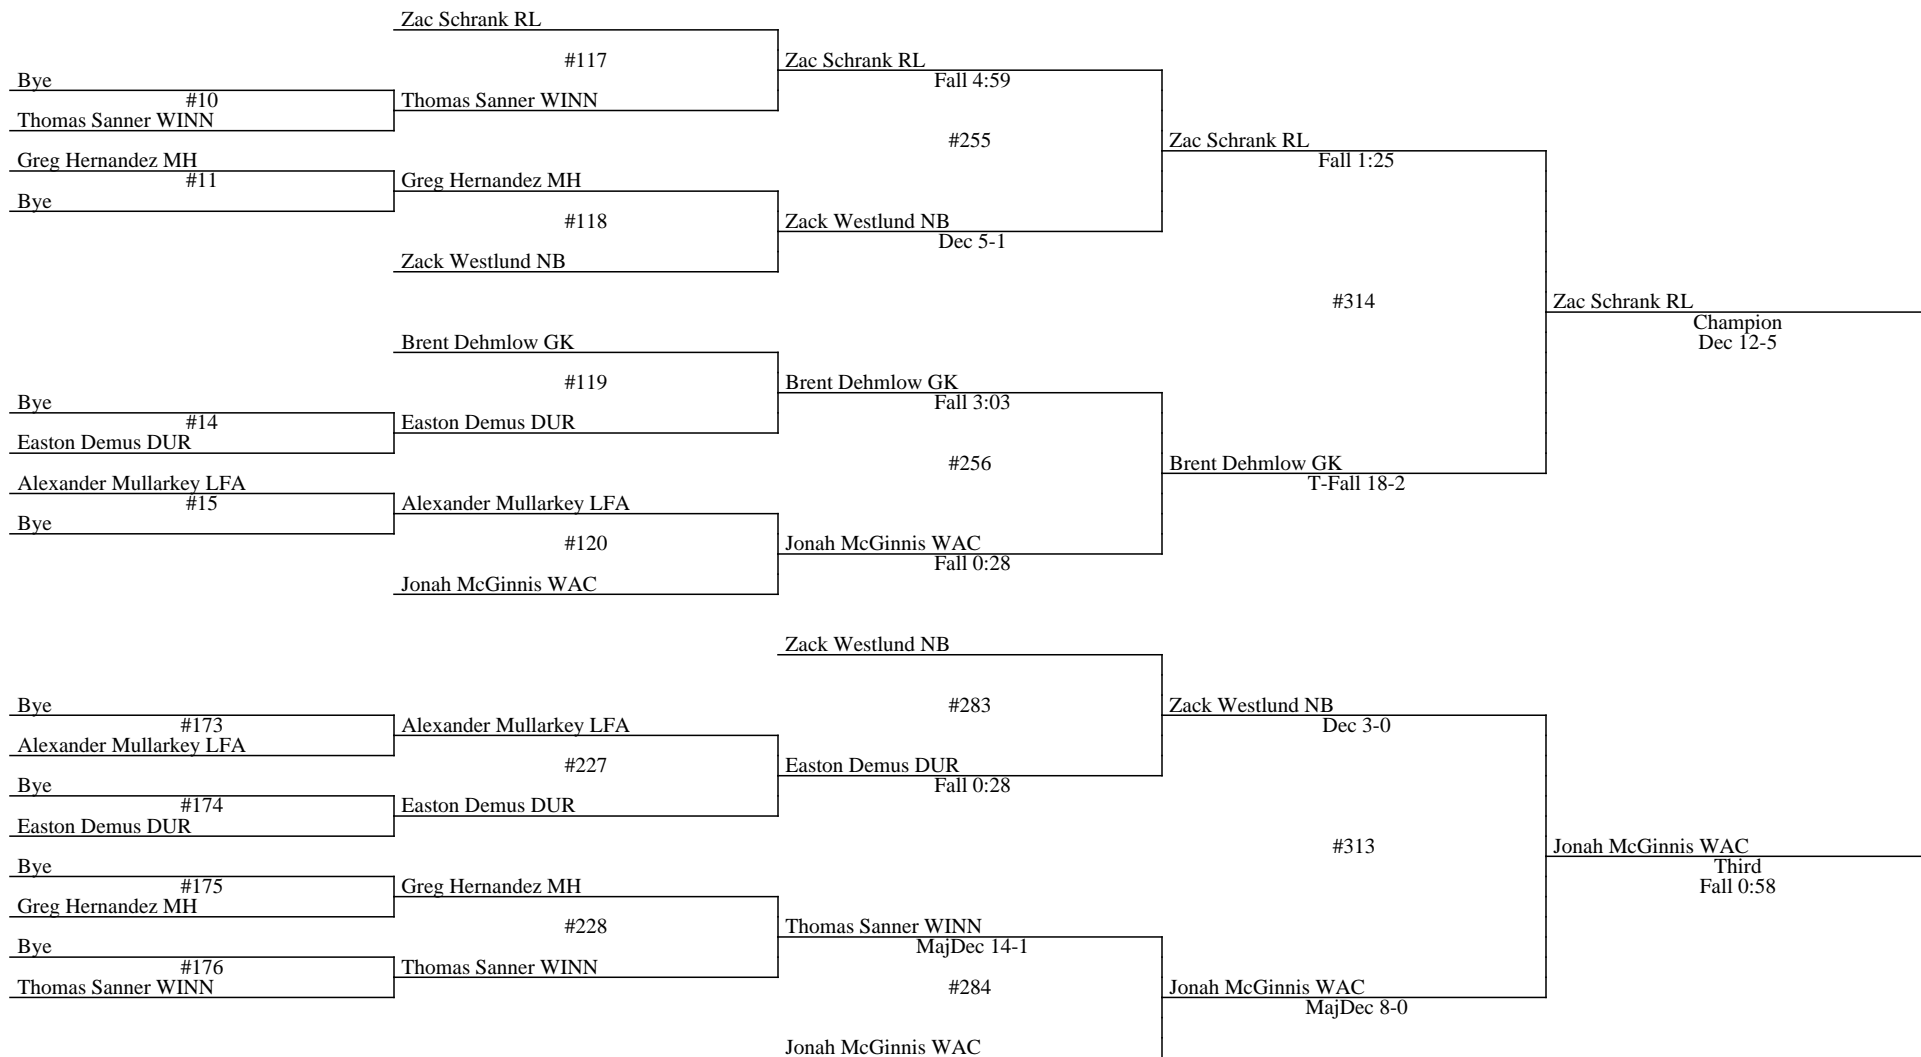 Zac Schrank RL
#117
Zac Schrank RL
Fall 4:59
Bye
#10
Thomas Sanner WINN
Thomas Sanner WINN
#255
Zac Schrank RL
Fall 1:25
Greg Hernandez MH
#11
Bye
Greg Hernandez MH
#118
Zack Westlund NB
Dec 5-1
Zack Westlund NB
#314
Zac Schrank RL
Champion
Dec 12-5
Brent Dehmlow GK
#119
Brent Dehmlow GK
Fall 3:03
Bye
#14
Easton Demus DUR
Easton Demus DUR
#256
Brent Dehmlow GK
T-Fall 18-2
Alexander Mullarkey LFA
#15
Bye
Alexander Mullarkey LFA
#120
Jonah McGinnis WAC
Fall 0:28
Jonah McGinnis WAC
Zack Westlund NB
#283
Zack Westlund NB
Dec 3-0
Bye
#173
Alexander Mullarkey LFA
Alexander Mullarkey LFA
#227
Easton Demus DUR
Fall 0:28
Bye
#174
Easton Demus DUR
Easton Demus DUR
#313
Jonah McGinnis WAC
Third
Fall 0:58
Bye
#175
Greg Hernandez MH
Greg Hernandez MH
#228
Thomas Sanner WINN
MajDec 14-1
Bye
#176
Thomas Sanner WINN
Thomas Sanner WINN
#284
Jonah McGinnis WAC
MajDec 8-0
Jonah McGinnis WAC